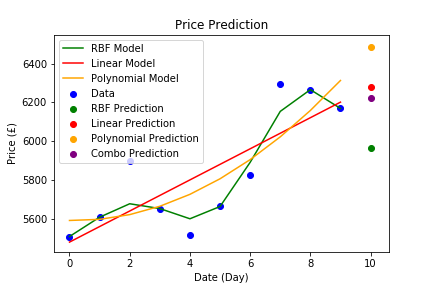 Price Prediction
RBF Model
Linear Model
Polynomial Model
Data
RBF Prediction
Linear Prediction
Polynomial Prediction
Combo Prediction
6400
6200
6000
5800
5600
Price (£)
0 2 4 6 8 10
Date (Day)